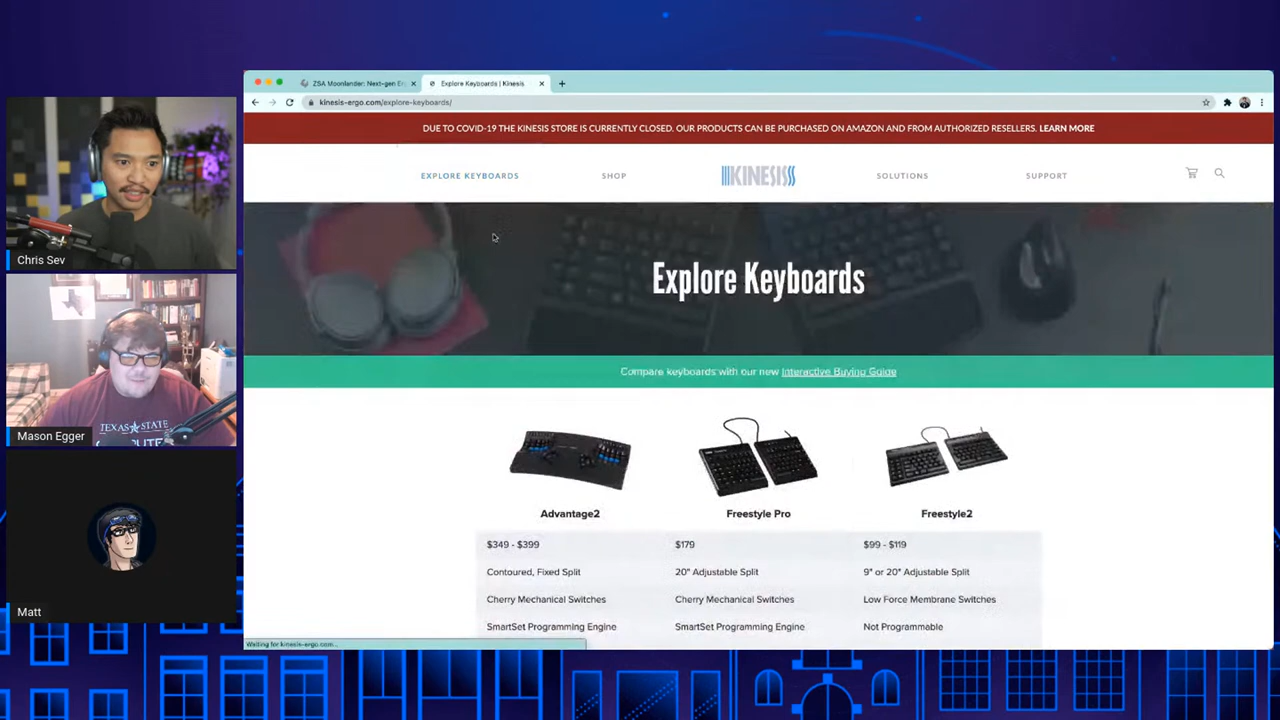 ZSA Moonlander: Next-gen Er
Explore Keyboards | Kinesis
kinesis-ergo.com/explore-keyboards/
DUE TO COVID-19 THE KINESIS STORE IS CURRENTLY CLOSED. OUR PRODUCTS CAN BE PURCHASED ON AMAZON AND FROM AUTHORIZED RESELLERS. LEARN MORE
EXPLORE KEYBOARDS SHOP KINESIS SOLUTIONS SUPPORT
Explore Keyboards
Compare keyboards with our new Interactive Buying Guide
Advantage2 Freestyle Pro Freestyle2
$349 - $399 $179 $99 - $119
Contoured, Fixed Split 20" Adjustable Split 9" or 20" Adjustable Split
Cherry Mechanical Switches Cherry Mechanical Switches Low Force Membrane Switches
SmartSet Programming Engine SmartSet Programming Engine Not Programmable
Waiting for kinesis-ergo.com...
Chris Sev
TEXAS STATE
Mason Egger
Matt